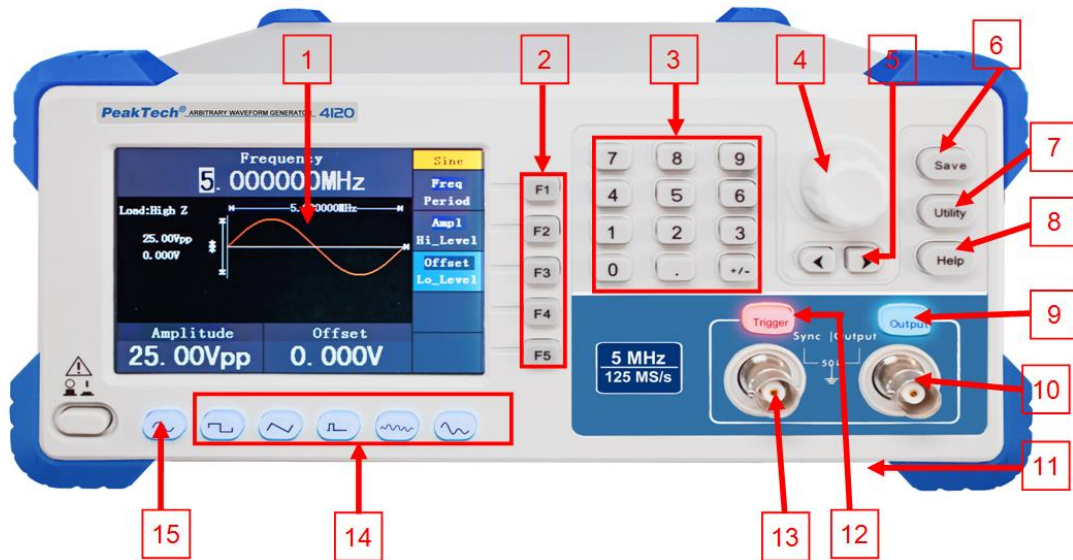 1
2
3
4
5
6
7
8
9
10
11
12
13
14
15
PeakTech® ARBITRARY WAVEFORM GENERATOR 4120
Frequency
5.000000MHz
Load:High Z
5.000000MHz
25.00Vpp
0.000V
Amplitude
25.00Vpp
Offset
0.000V
Sine
Freq
Period
Ampl
Hi_Level
Offset
Lo_Level
F1
F2
F3
F4
F5
7 8 9
4 5 6
1 2 3
0 . +/-
Save
Utility
Help
Trigger
Output
Sync | Output
50Ω
5 MHz
125 MS/s